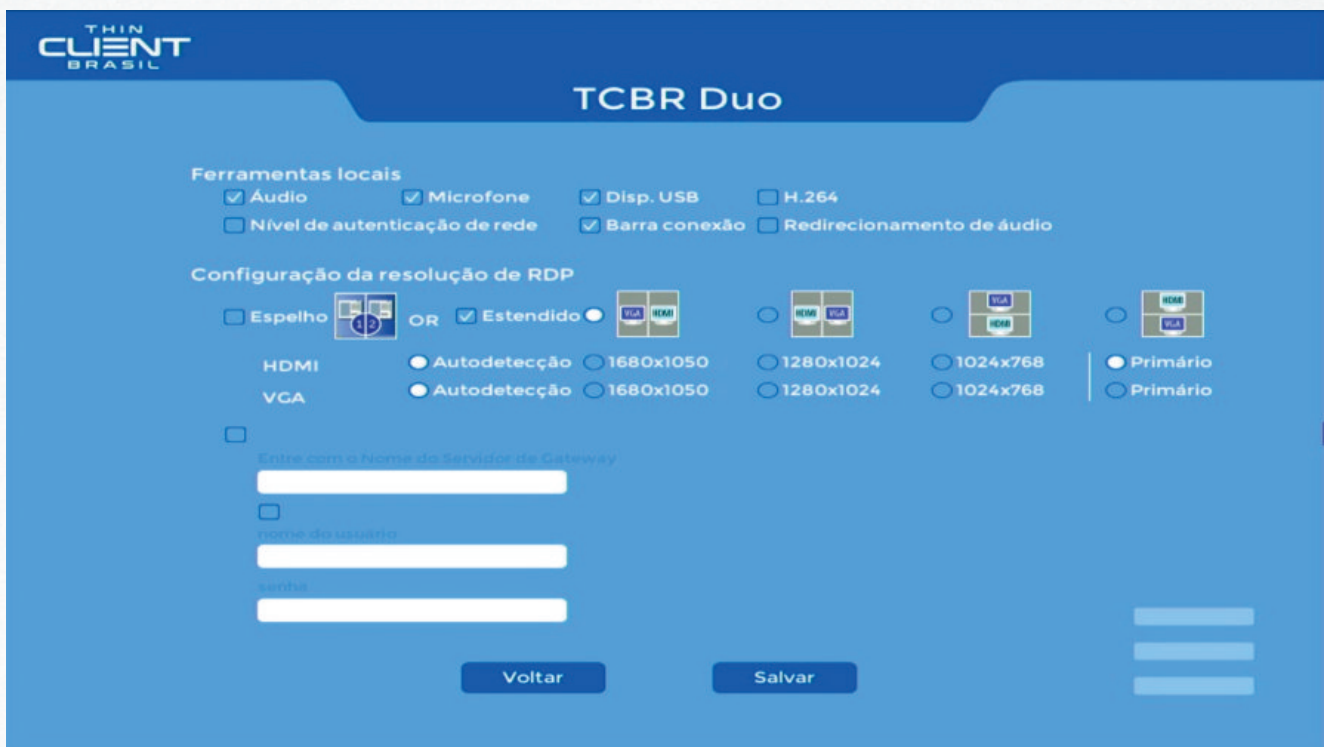 THIN
CLIENT
BRASIL
TCBR Duo
Ferramentas locais
Áudio Microfone Disp. USB H.264
Nível de autenticação de rede Barra conexão Redirecionamento de áudio
Configuração da resolução de RDP
Espelho 1 2 OR Estendido VGA HDMI HDMI VGA VGA HDMI HDMI VGA
HDMI Autodetecção 1680x1050 1280x1024 1024x768 Primário
VGA Autodetecção 1680x1050 1280x1024 1024x768 Primário
Entre com o Nome do Servidor de Gateway
nome do usuário
senha
Voltar Salvar